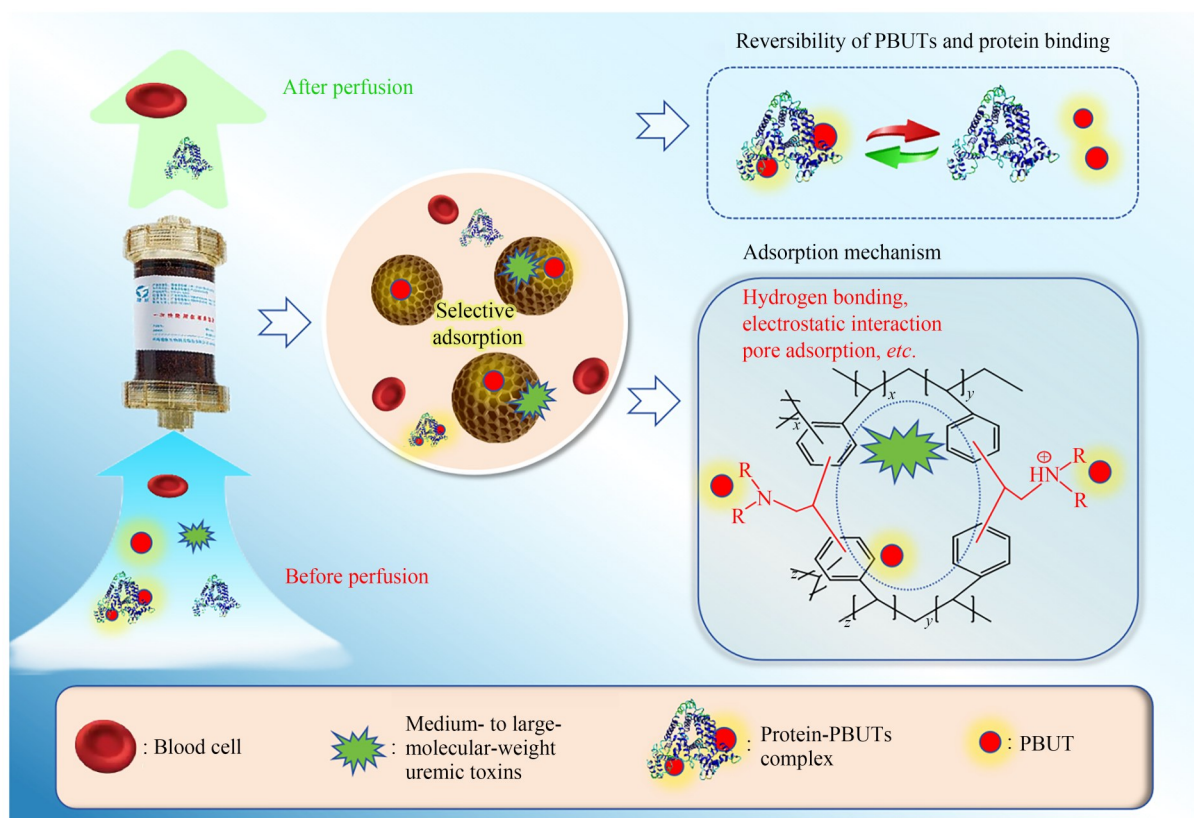 Reversibility of PBUTs and protein binding
After perfusion
Adsorption mechanism
Hydrogen bonding,
electrostatic interaction
pore adsorption, etc.
Selective
adsorption
x
y
x
R
N
R
⊕
HN
R
R
z
z
y
Before perfusion
: Blood cell
Medium- to large-
: molecular-weight
uremic toxins
Protein-PBUTs
: complex
: PBUT